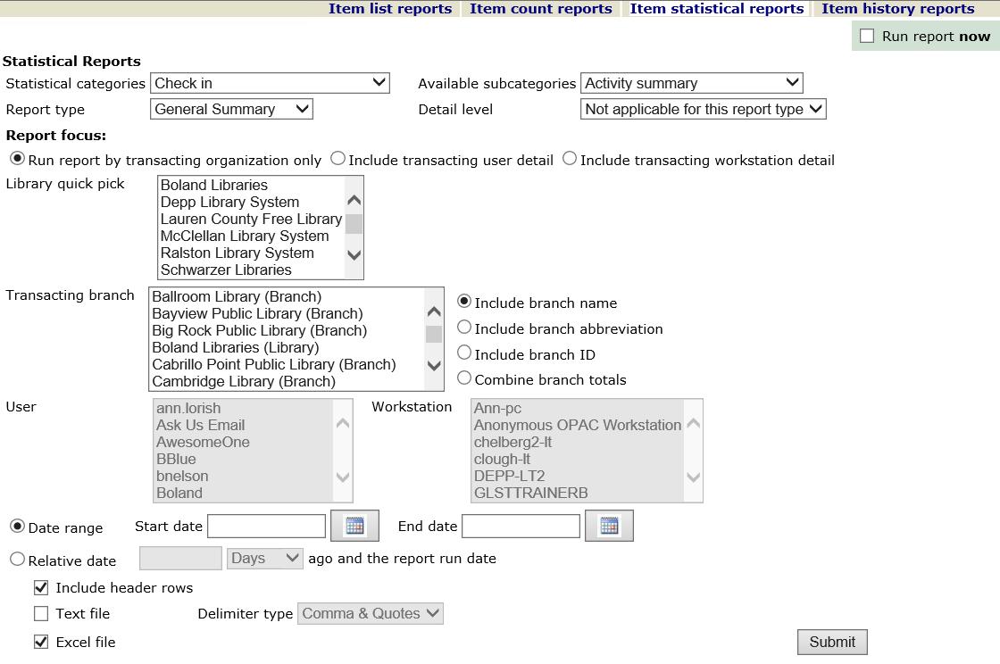 Item list reports Item count reports Item statistical reports Item history reports
Run report now
Statistical Reports
Statistical categories Check in Available subcategories Activity summary
Report type General Summary Detail level Not applicable for this report type
Report focus:
Run report by transacting organization only Include transacting user detail Include transacting workstation detail
Library quick pick
Boland Libraries
Depp Library System
Lauren County Free Library
McClellan Library System
Ralston Library System
Schwarzer Libraries
Transacting branch
Ballroom Library (Branch)
Bayview Public Library (Branch)
Big Rock Public Library (Branch)
Boland Libraries (Library)
Cabrillo Point Public Library (Branch)
Cambridge Library (Branch)
Include branch name
Include branch abbreviation
Include branch ID
Combine branch totals
User
ann.lorish
Ask Us Email
AwesomeOne
BBlue
bnelson
Boland
Workstation
Ann-pc
Anonymous OPAC Workstation
chelberg2-lt
clough-lt
DEPP-LT2
GLSTTRAINERB
Date range Start date End date
Relative date Days ago and the report run date
Include header rows
Text file Delimiter type Comma & Quotes
Excel file
Submit